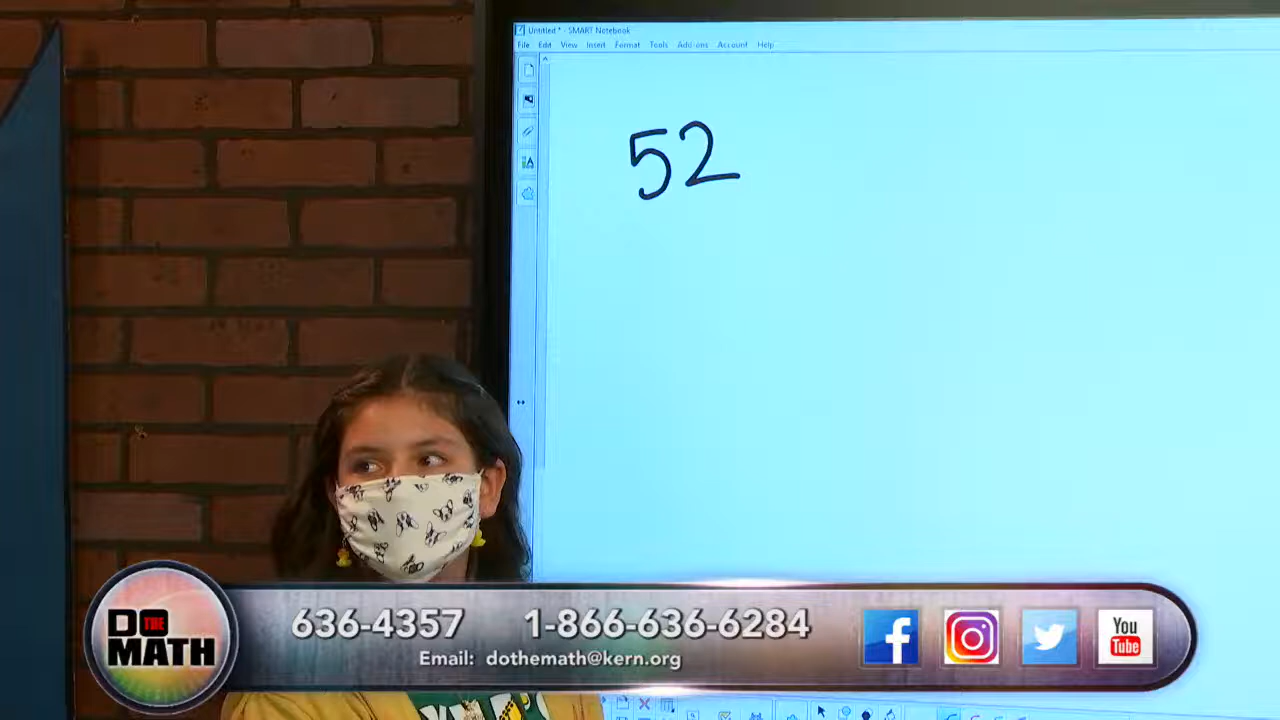 Untitled * - SMART Notebook
File Edit View Insert Format Tools Add-ons Account Help
52
DO THE MATH
636-4357 1-866-636-6284
Email: dothemath@kern.org
You Tube